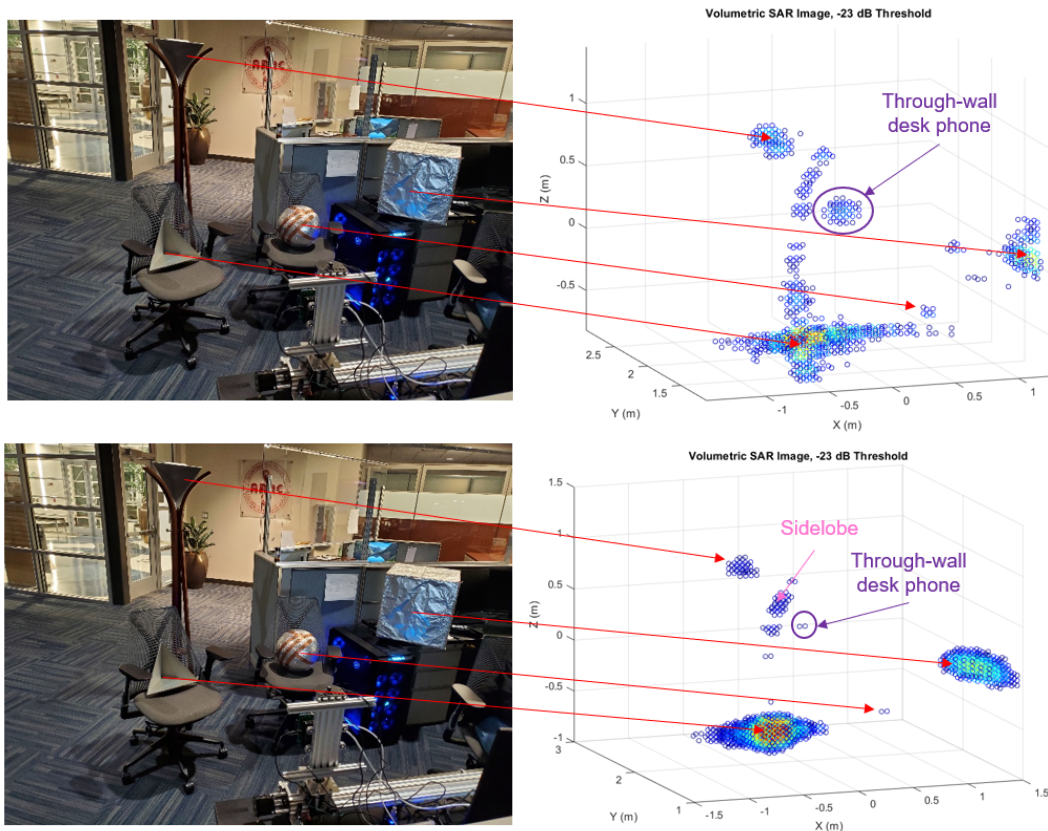 Volumetric SAR Image, -23 dB Threshold
Through-wall
desk phone
1
0.5
0
-0.5
Z (m)
2.5
2
1.5
Y (m)
-1
-0.5
0
0.5
1
X (m)
Volumetric SAR Image, -23 dB Threshold
1.5
1
0.5
0
-0.5
-1
Z (m)
Sidelobe
Through-wall
desk phone
3
2
1
Y (m)
-1
-0.5
0
0.5
1
1.5
X (m)